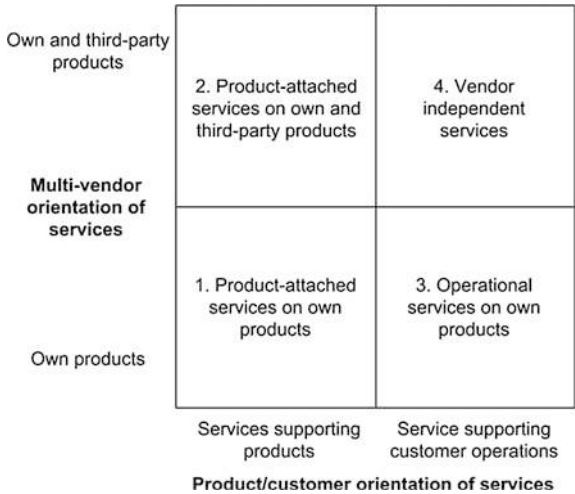 Own and third-party
products
2. Product-attached
services on own and
third-party products
4. Vendor
independent
services
Multi-vendor
orientation of
services
1. Product-attached
services on own
products
3. Operational
services on own
products
Own products
Services supporting
products
Service supporting
customer operations
Product/customer orientation of services